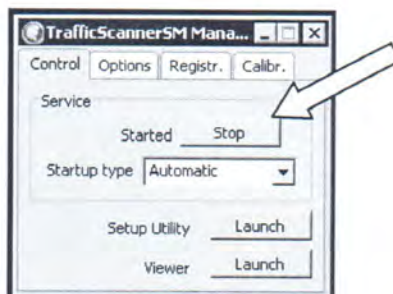 TrafficScannerSM Mana...
Control Options Registr. Calibr.
Service
Started Stop
Startup type Automatic
Setup Utility Launch
Viewer Launch